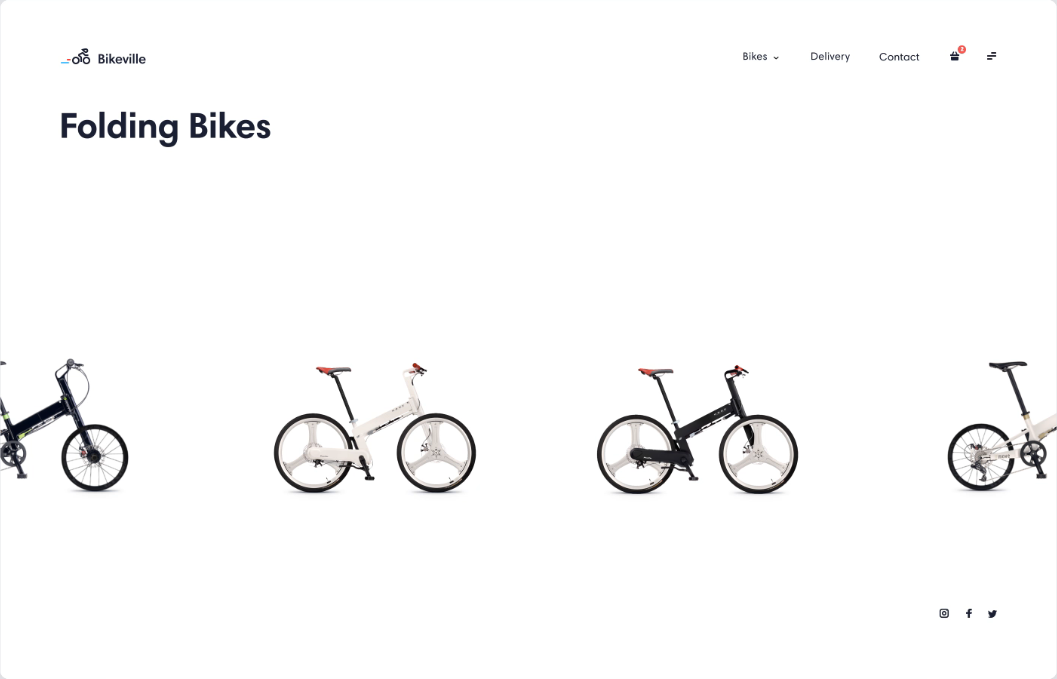 Bikeville
Bikes
Delivery
Contact
Folding Bikes